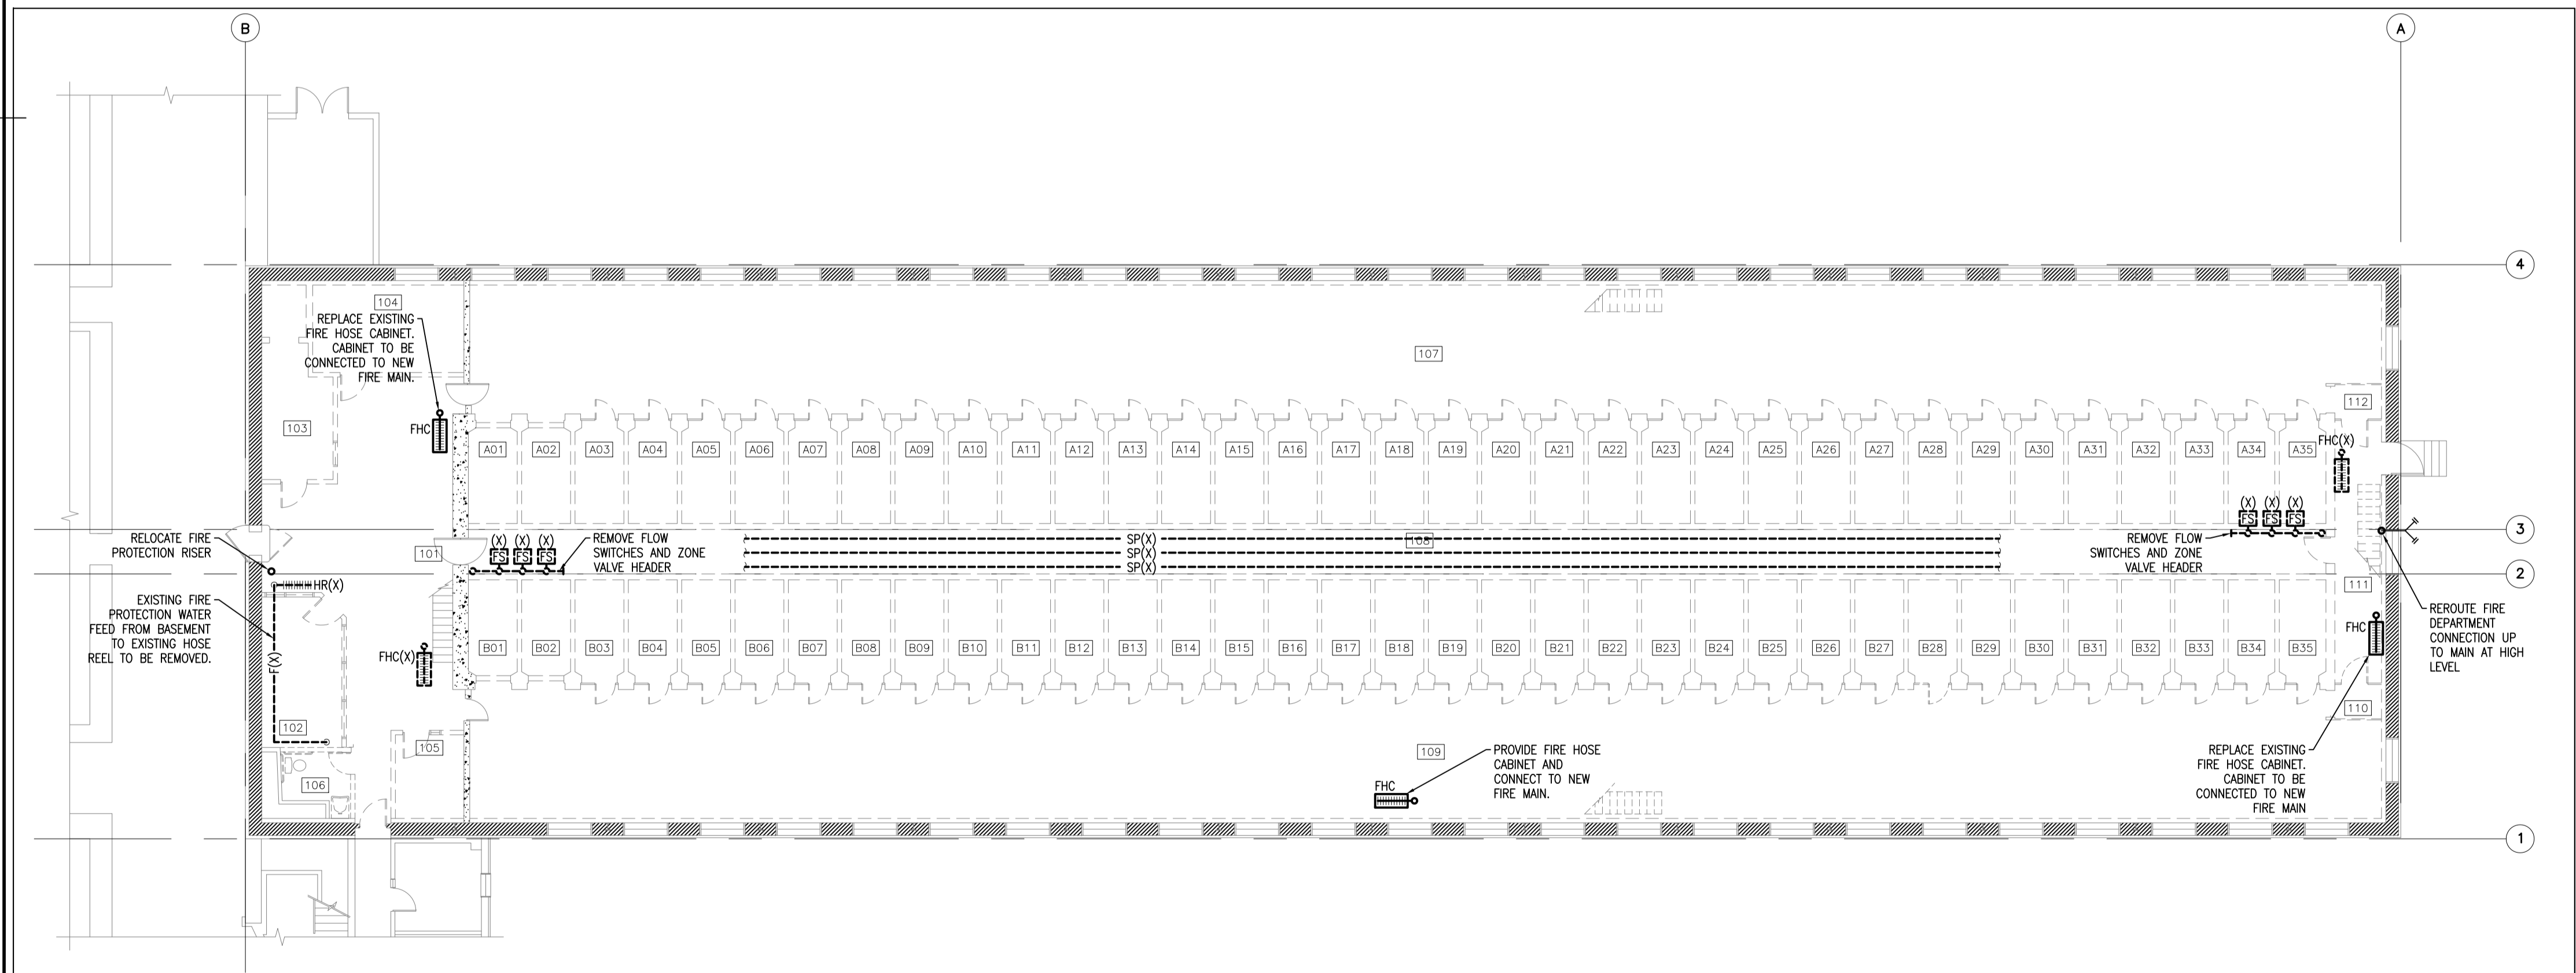 B
A
4
104
REPLACE EXISTING
FIRE HOSE CABINET.
CABINET TO BE
CONNECTED TO NEW
FIRE MAIN.
107
112
FHC
103
FHC(X)
A01 A02 A03 A04 A05 A06 A07 A08 A09 A10 A11 A12 A13 A14 A15 A16 A17 A18 A19 A20 A21 A22 A23 A24 A25 A26 A27 A28 A29 A30 A31 A32 A33 A34 A35
(X) (X) (X)
FS FS FS
3
RELOCATE FIRE
PROTECTION RISER
101
(X) (X) (X)
FS FS FS
REMOVE FLOW
SWITCHES AND ZONE
VALVE HEADER
SP(X)
SP(X)
SP(X)
108
REMOVE FLOW
SWITCHES AND ZONE
VALVE HEADER
2
HR(X)
111
EXISTING FIRE
PROTECTION WATER
FEED FROM BASEMENT
TO EXISTING HOSE
REEL TO BE REMOVED.
F(X)
REROUTE FIRE
DEPARTMENT
CONNECTION UP
TO MAIN AT HIGH
LEVEL
FHC
FHC(X)
B01 B02 B03 B04 B05 B06 B07 B08 B09 B10 B11 B12 B13 B14 B15 B16 B17 B18 B19 B20 B21 B22 B23 B24 B25 B26 B27 B28 B29 B30 B31 B32 B33 B34 B35
110
102
105
109
PROVIDE FIRE HOSE
CABINET AND
CONNECT TO NEW
FIRE MAIN.
FHC
REPLACE EXISTING
FIRE HOSE CABINET.
CABINET TO BE
CONNECTED TO NEW
FIRE MAIN
106
1